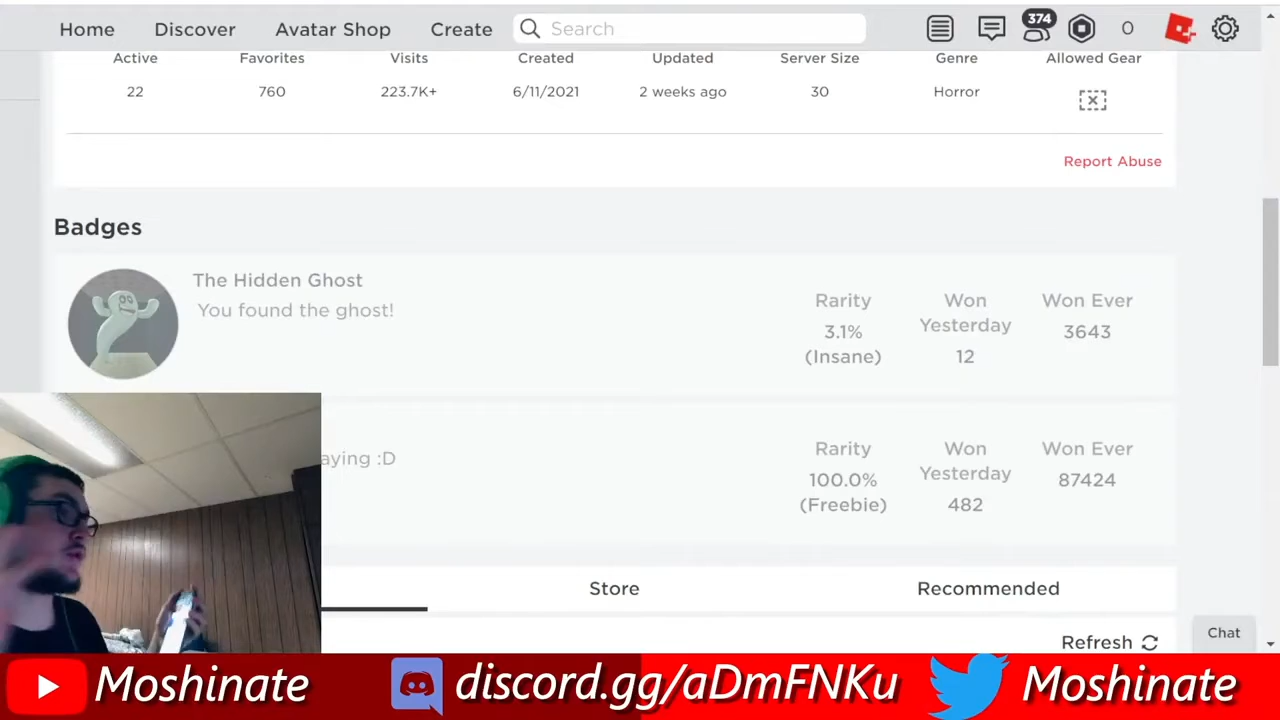 Home Discover Avatar Shop Create Search 374 0
Active Favorites Visits Created Updated Server Size Genre Allowed Gear
22 760 223.7K+ 6/11/2021 2 weeks ago 30 Horror
Report Abuse
Badges
The Hidden Ghost
You found the ghost!
Rarity Won Yesterday Won Ever
3.1% (Insane) 12 3643
aying :D
Rarity Won Yesterday Won Ever
100.0% (Freebie) 482 87424
Store Recommended
Refresh
Chat
Moshinate discord.gg/aDmFNKu Moshinate